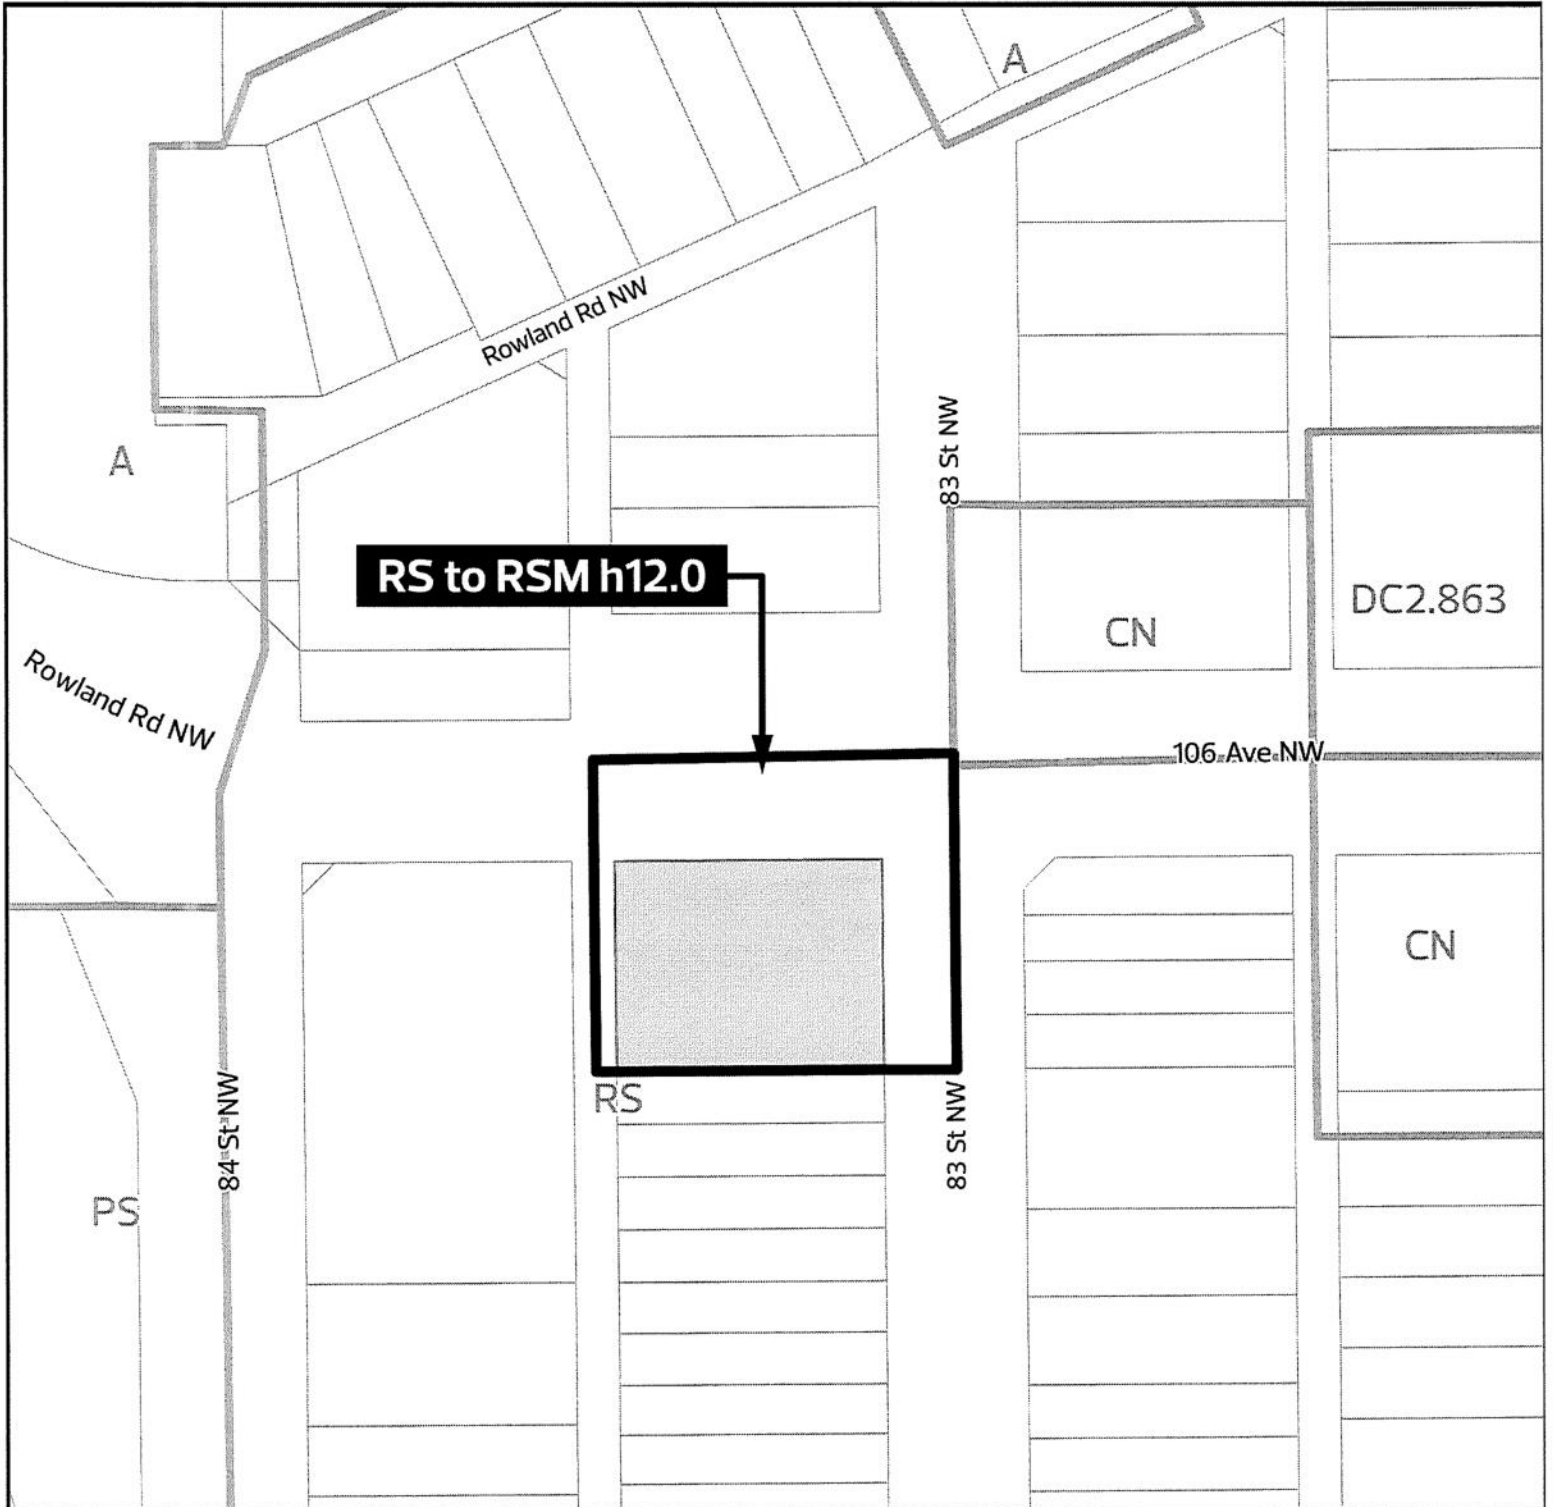 A
Rowland Rd NW
83 St NW
A
RS to RSM h12.0
DC2.863
CN
Rowland Rd NW
106 Ave NW
CN
RS
84 St NW
83 St NW
PS